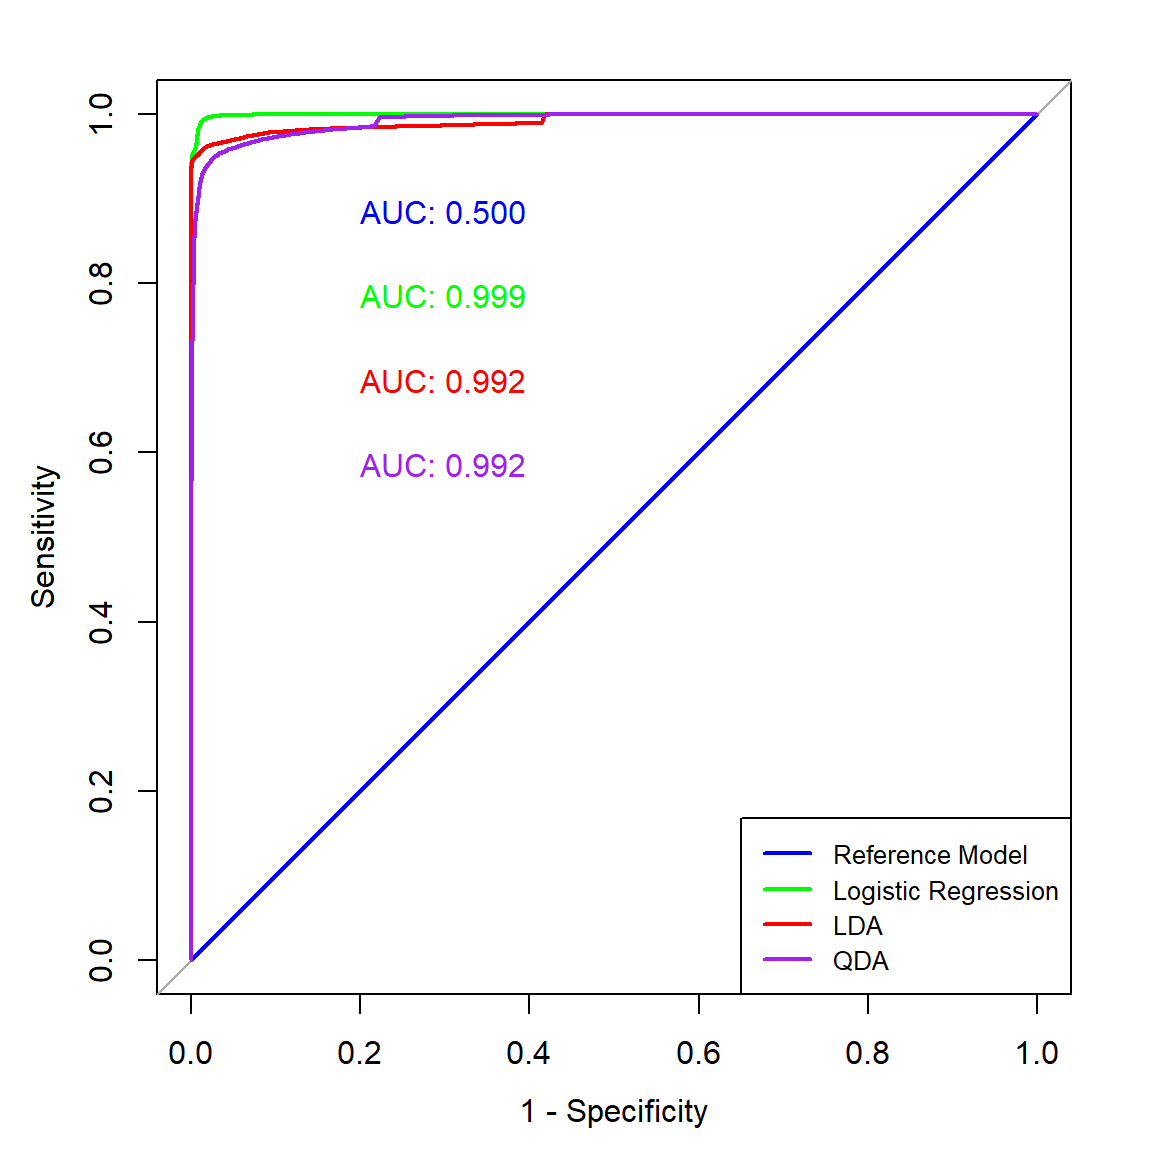 AUC: 0.500
AUC: 0.999
AUC: 0.992
AUC: 0.992
Sensitivity
1.0
0.8
0.6
0.4
0.2
0.0
Reference Model
Logistic Regression
LDA
QDA
0.0 0.2 0.4 0.6 0.8 1.0
1 - Specificity